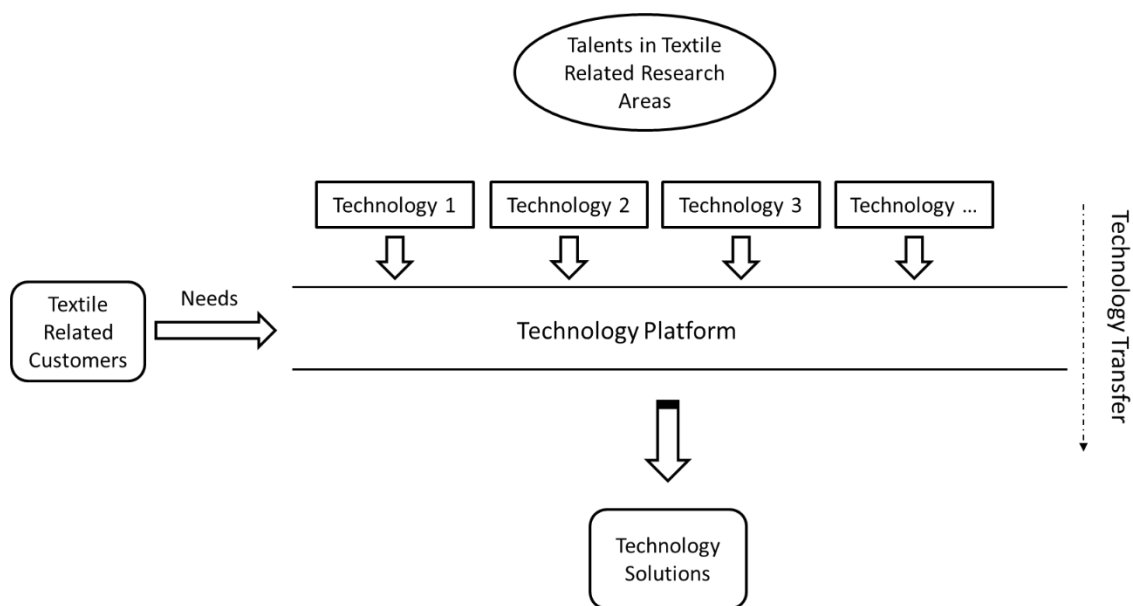 Talents in Textile
Related Research
Areas
Technology 1
Technology 2
Technology 3
Technology ...
Technology Transfer
Needs
Textile
Related
Customers
Technology Platform
Technology
Solutions